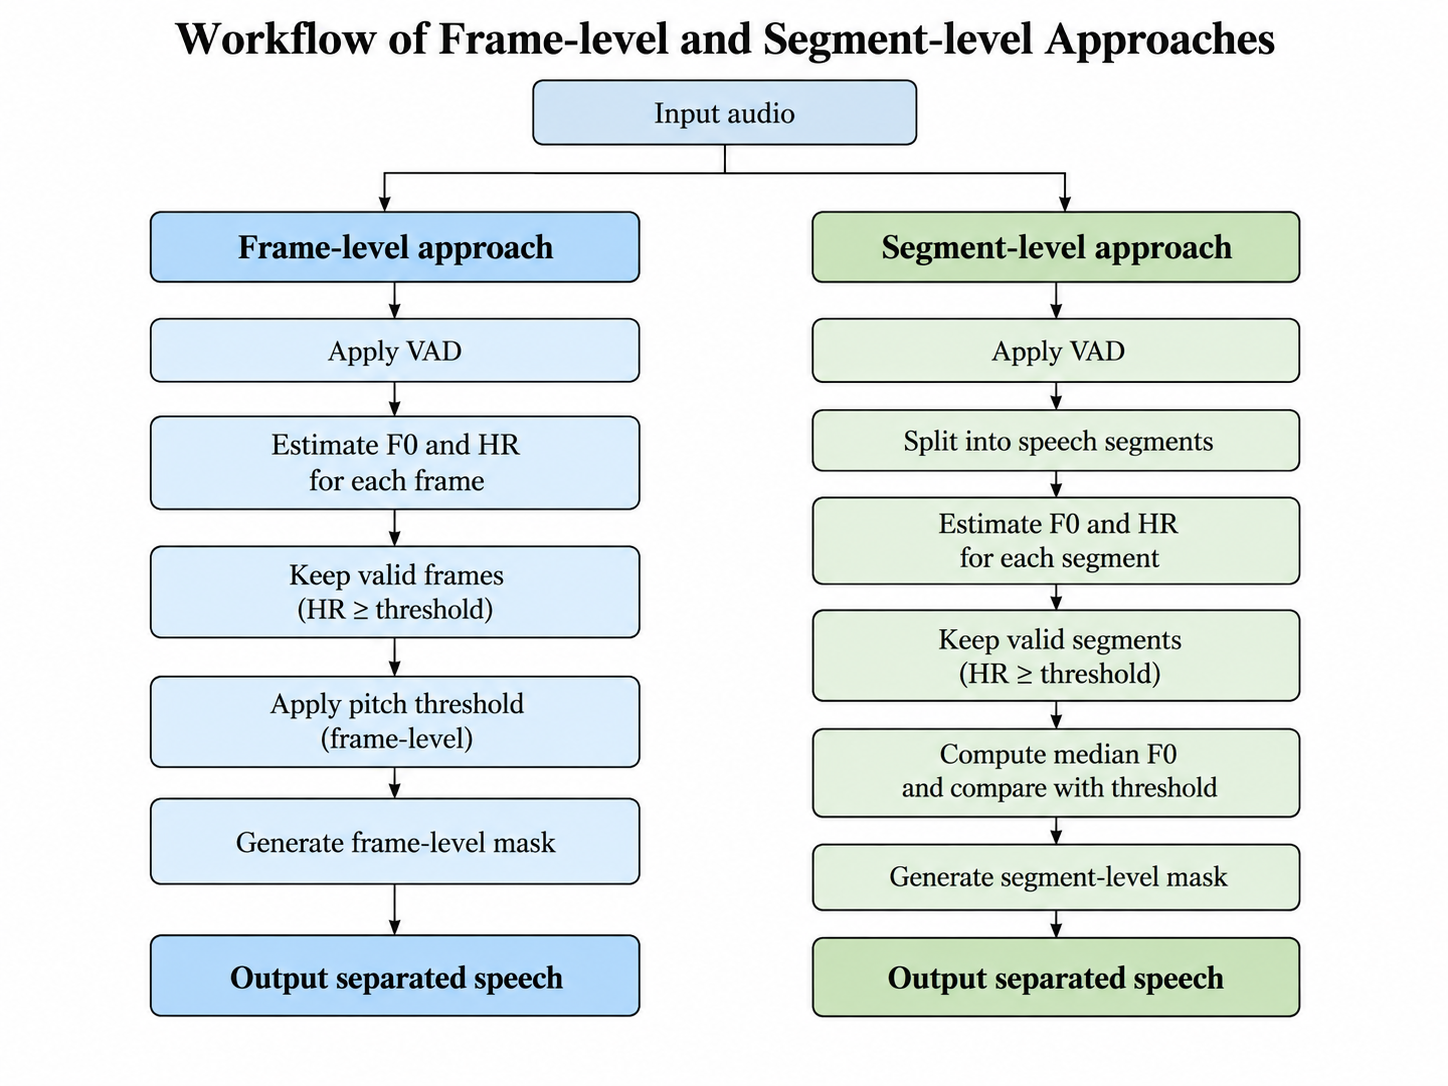 Workflow of Frame-level and Segment-level Approaches
Input audio
Frame-level approach
Apply VAD
Estimate F0 and HR
for each frame
Keep valid frames
(HR ≥ threshold)
Apply pitch threshold
(frame-level)
Generate frame-level mask
Output separated speech
Segment-level approach
Apply VAD
Split into speech segments
Estimate F0 and HR
for each segment
Keep valid segments
(HR ≥ threshold)
Compute median F0
and compare with threshold
Generate segment-level mask
Output separated speech